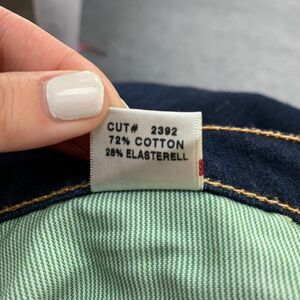 CUT# 2392
72% COTTON
28% ELASTERELL